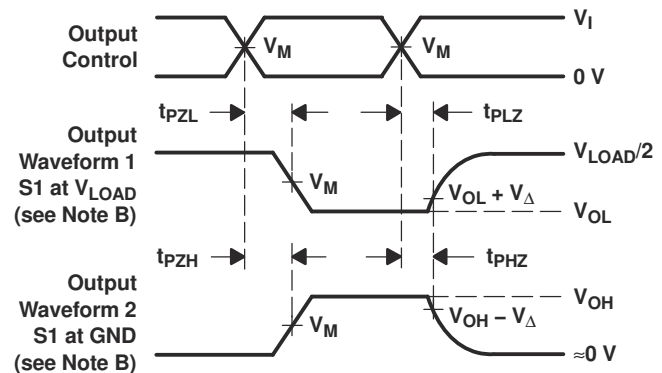 Output
Control
V_M
V_M
V_I
0 V
t_PZL
t_PLZ
Output
Waveform 1
S1 at V_LOAD
(see Note B)
V_M
V_LOAD/2
V_OL + V_Δ
V_OL
t_PZH
t_PHZ
Output
Waveform 2
S1 at GND
(see Note B)
V_M
V_OH
V_OH − V_Δ
≈0 V